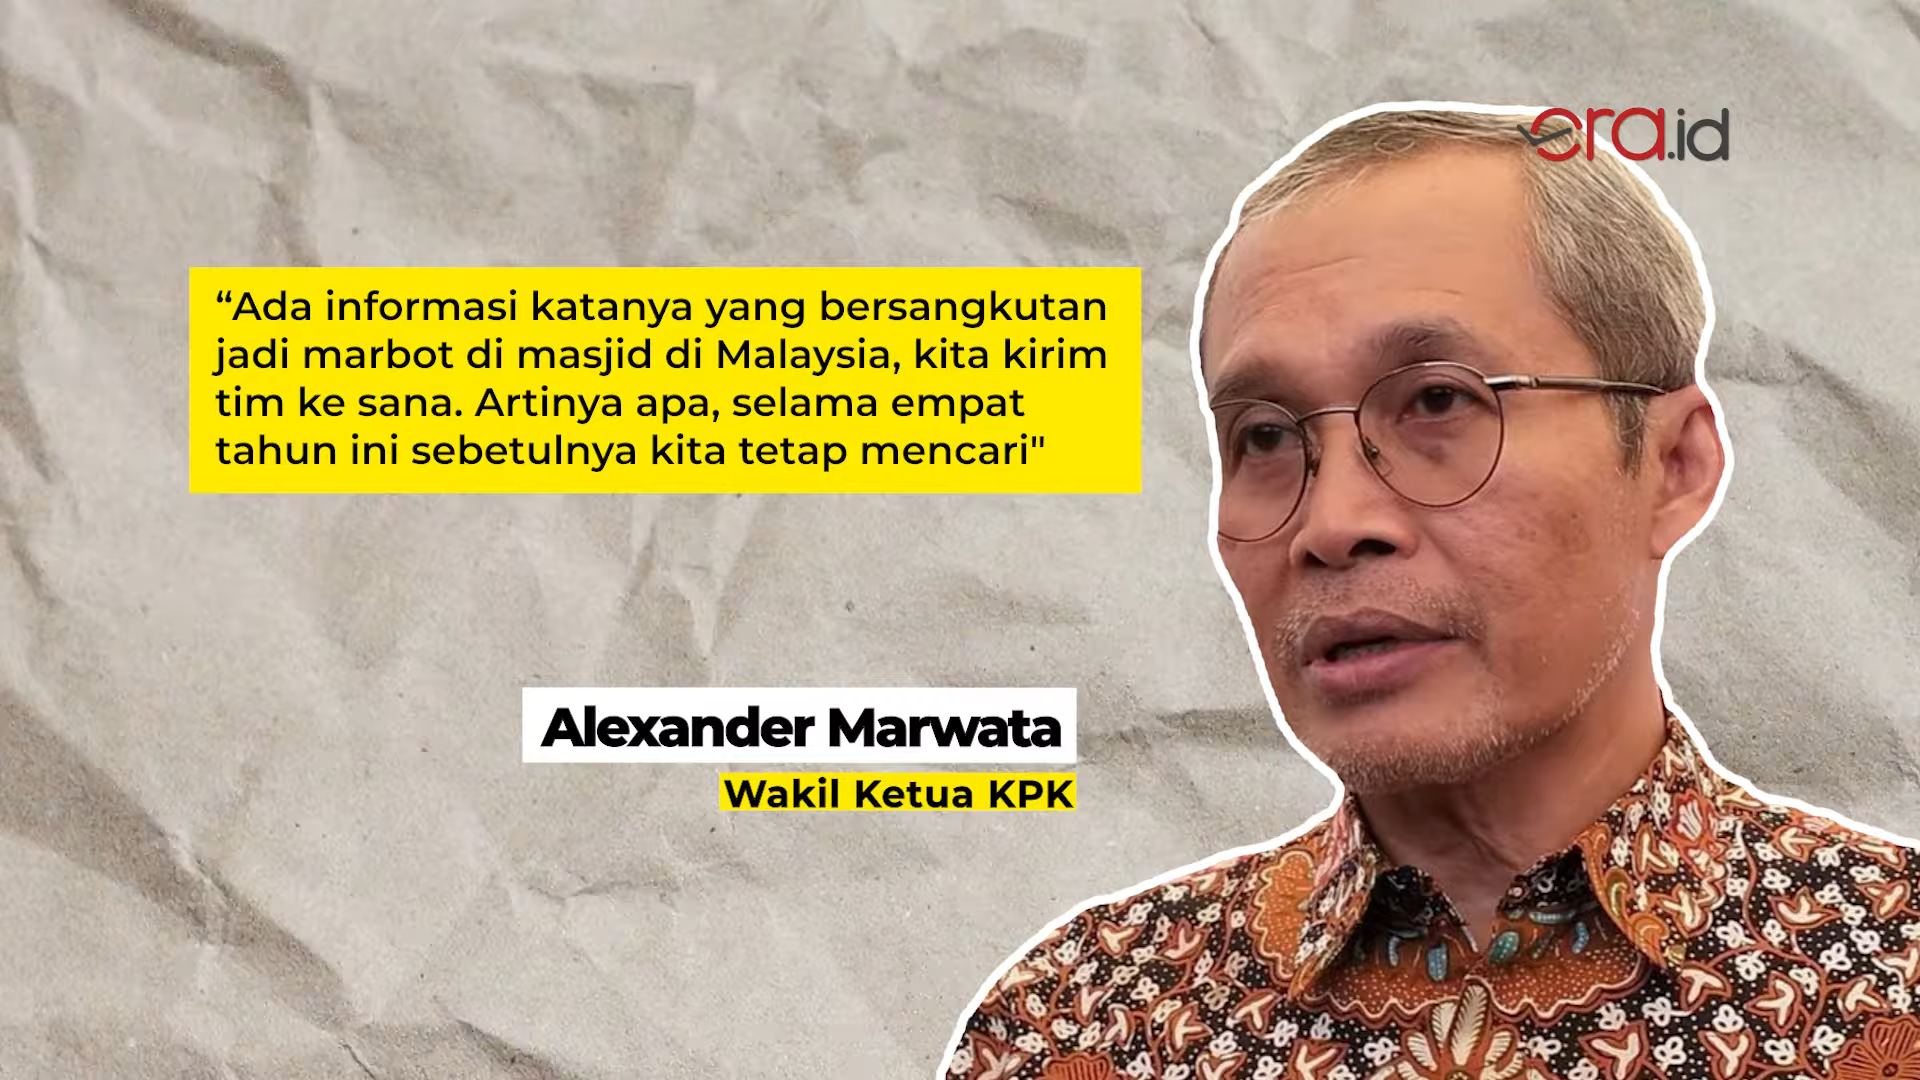 era.id
“Ada informasi katanya yang bersangkutan
jadi marbot di masjid di Malaysia, kita kirim
tim ke sana. Artinya apa, selama empat
tahun ini sebetulnya kita tetap mencari"
Alexander Marwata
Wakil Ketua KPK